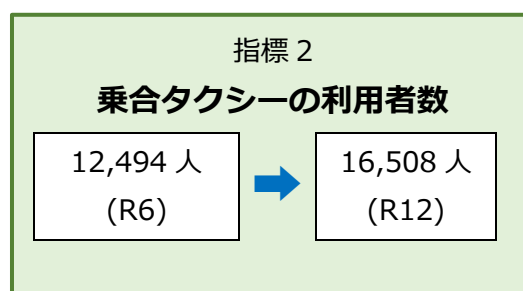 指標２
乗合タクシーの利用者数
12,494 人
(R6)
16,508 人
(R12)